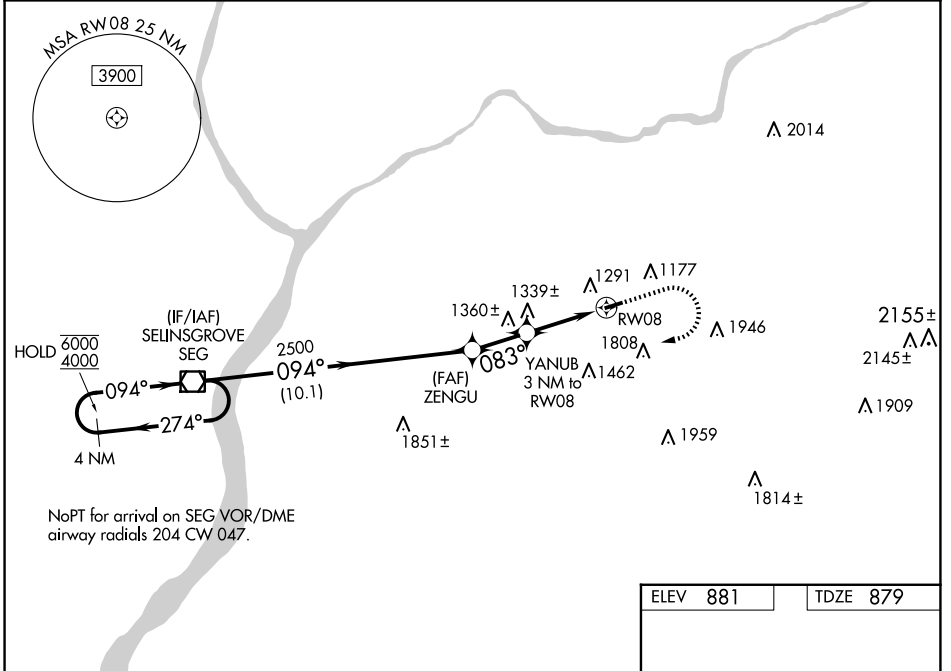 MSA RW08 25 NM
3900
2014
1291
1177
1339±
1360±
RW08
1946
2155±
2145±
(IF/IAF)
SELINSGROVE
SEG
HOLD 6000
4000
2500
094°
094°
(10.1)
083°
(FAF)
ZENGU
YANUB
3 NM to
RW08
1808
1462
274°
4 NM
1851±
1909
1959
1814±
NoPT for arrival on SEG VOR/DME
airway radials 204 CW 047.
ELEV 881
TDZE 879